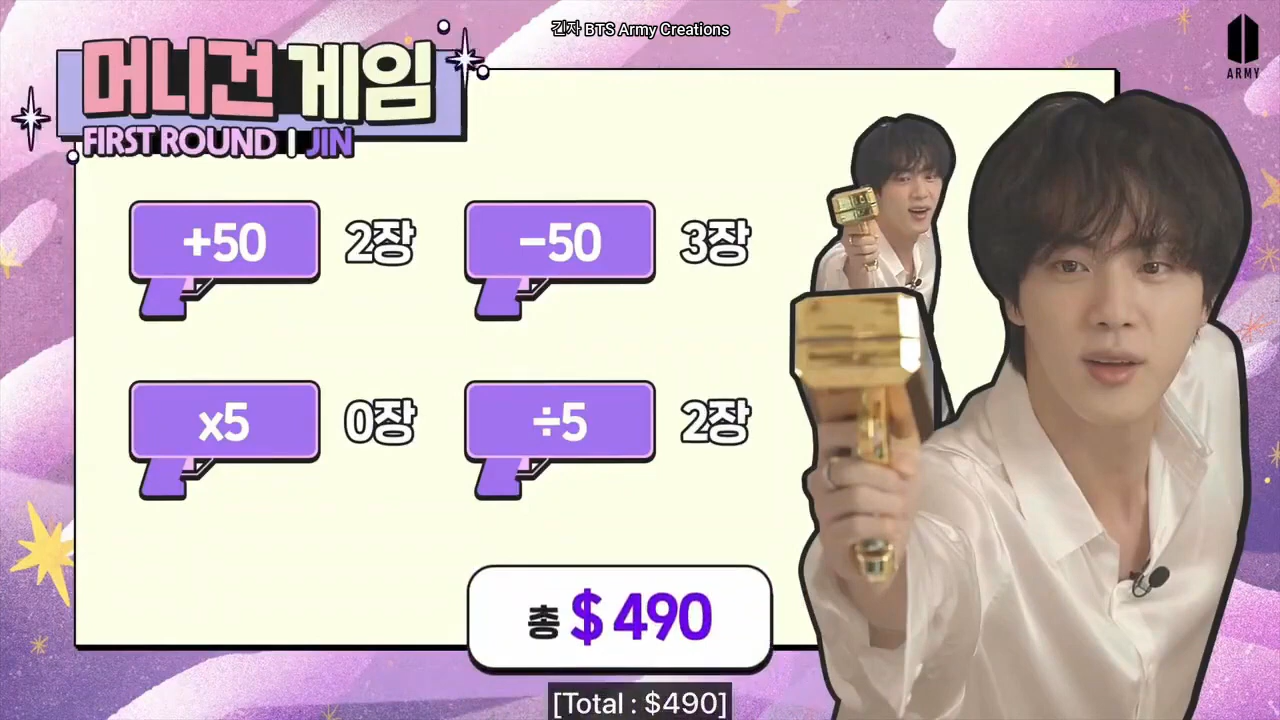 긴자 BTS Army Creations
ARMY
머니건 게임
FIRST ROUND | JIN
+50 2장 -50 3장
x5 0장 ÷5 2장
총 $ 490
[Total : $490]